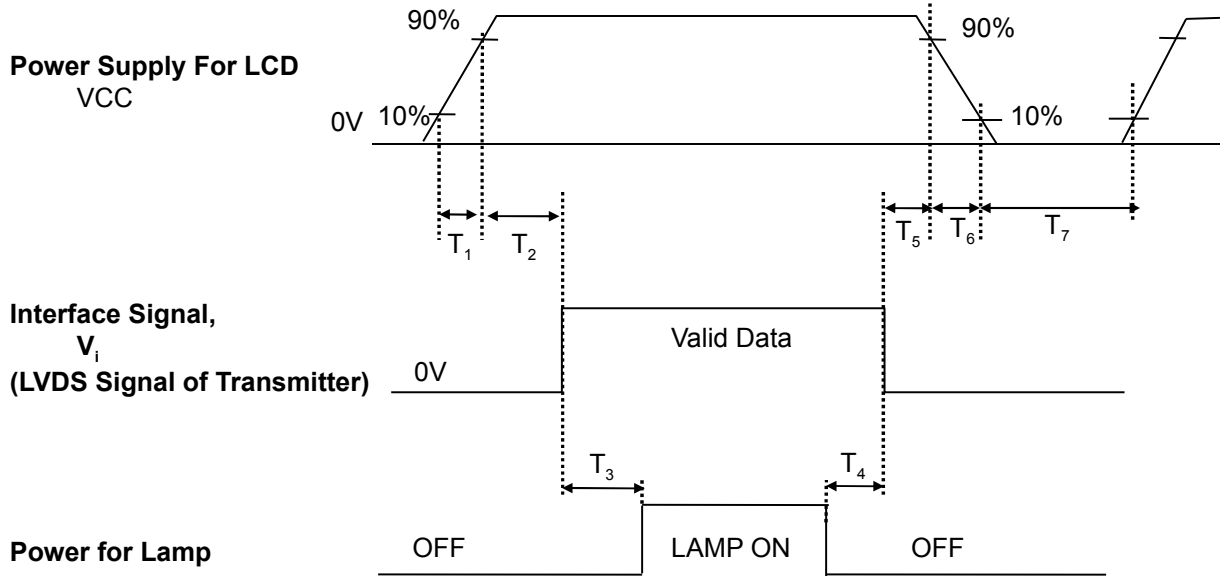 90%
90%
Power Supply For LCD
VCC
0V
10%
10%
T1
T2
T5
T6
T7
Interface Signal,
Vi
(LVDS Signal of Transmitter)
0V
Valid Data
T3
T4
Power for Lamp
OFF
LAMP ON
OFF